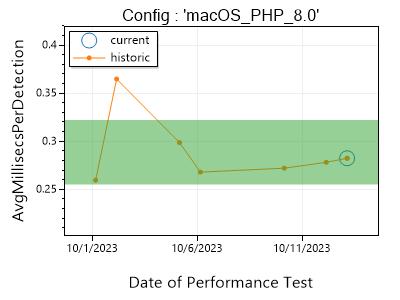 Config : 'macOS_PHP_8.0'
AvgMillisecsPerDetection
0.4
0.35
0.3
0.25
current
historic
10/1/2023
10/6/2023
10/11/2023
Date of Performance Test